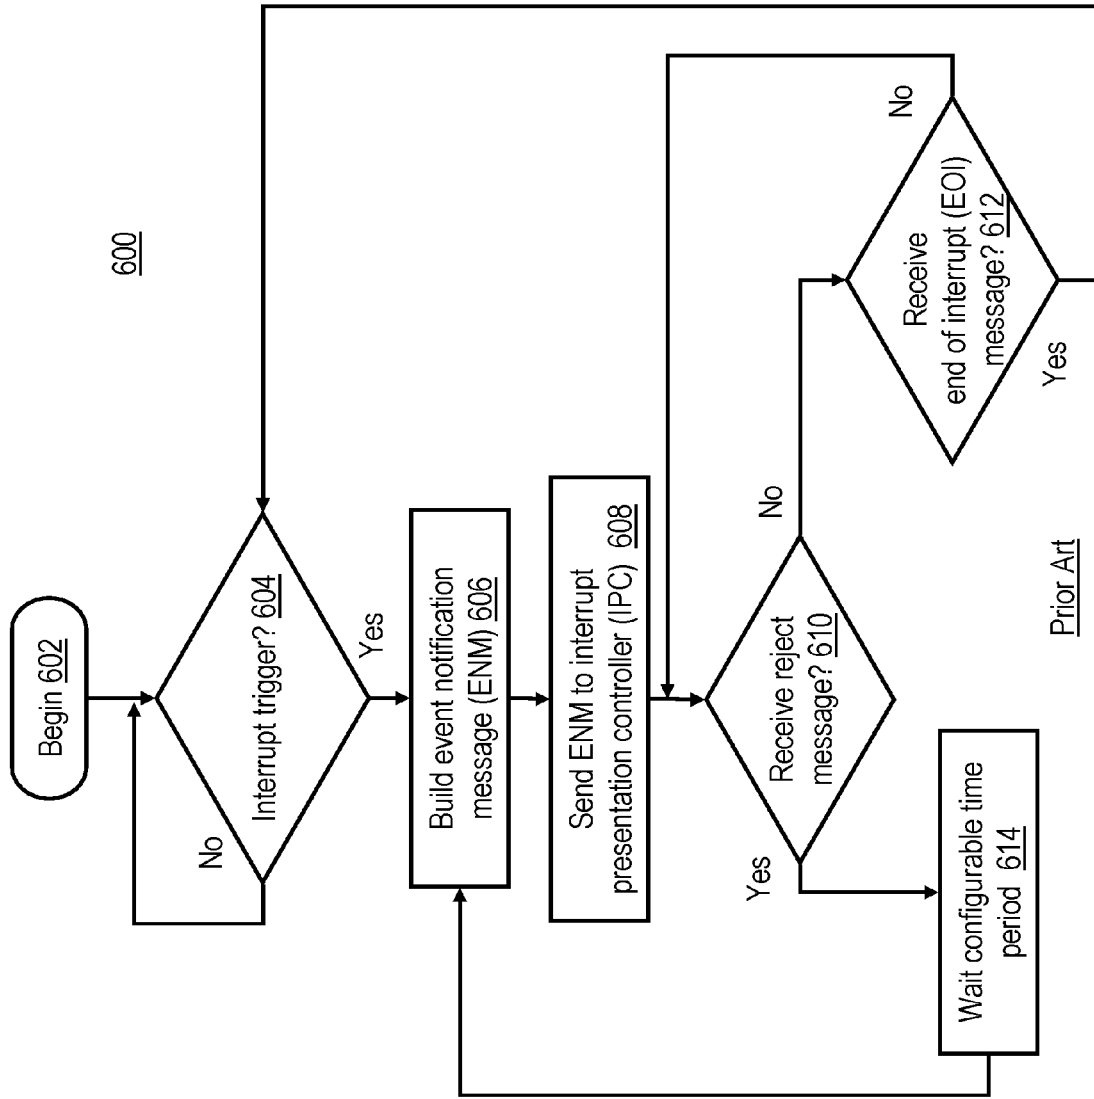 600
Begin 602
Interrupt trigger? 604
No
Yes
Build event notification
message (ENM) 606
Send ENM to interrupt
presentation controller (IPC) 608
Receive reject
message? 610
Yes
No
Wait configurable time
period 614
Receive
end of interrupt (EOI)
message? 612
No
Yes
Prior Art